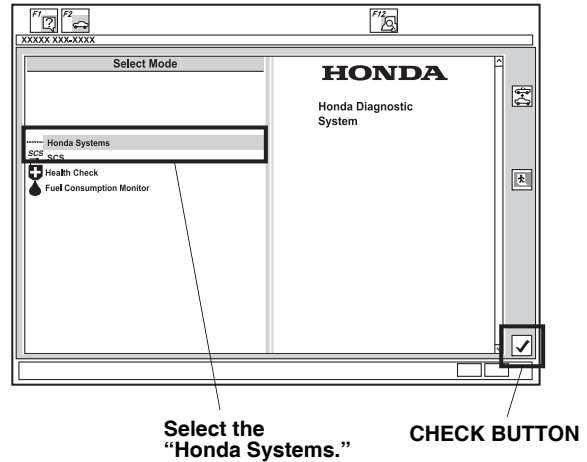 F1
F2
F12
XXXXX XXX-XXXX
Select Mode
HONDA
Honda Diagnostic
System
Honda Systems
SCS
SCS
Health Check
Fuel Consumption Monitor
Select the
“Honda Systems.”
CHECK BUTTON